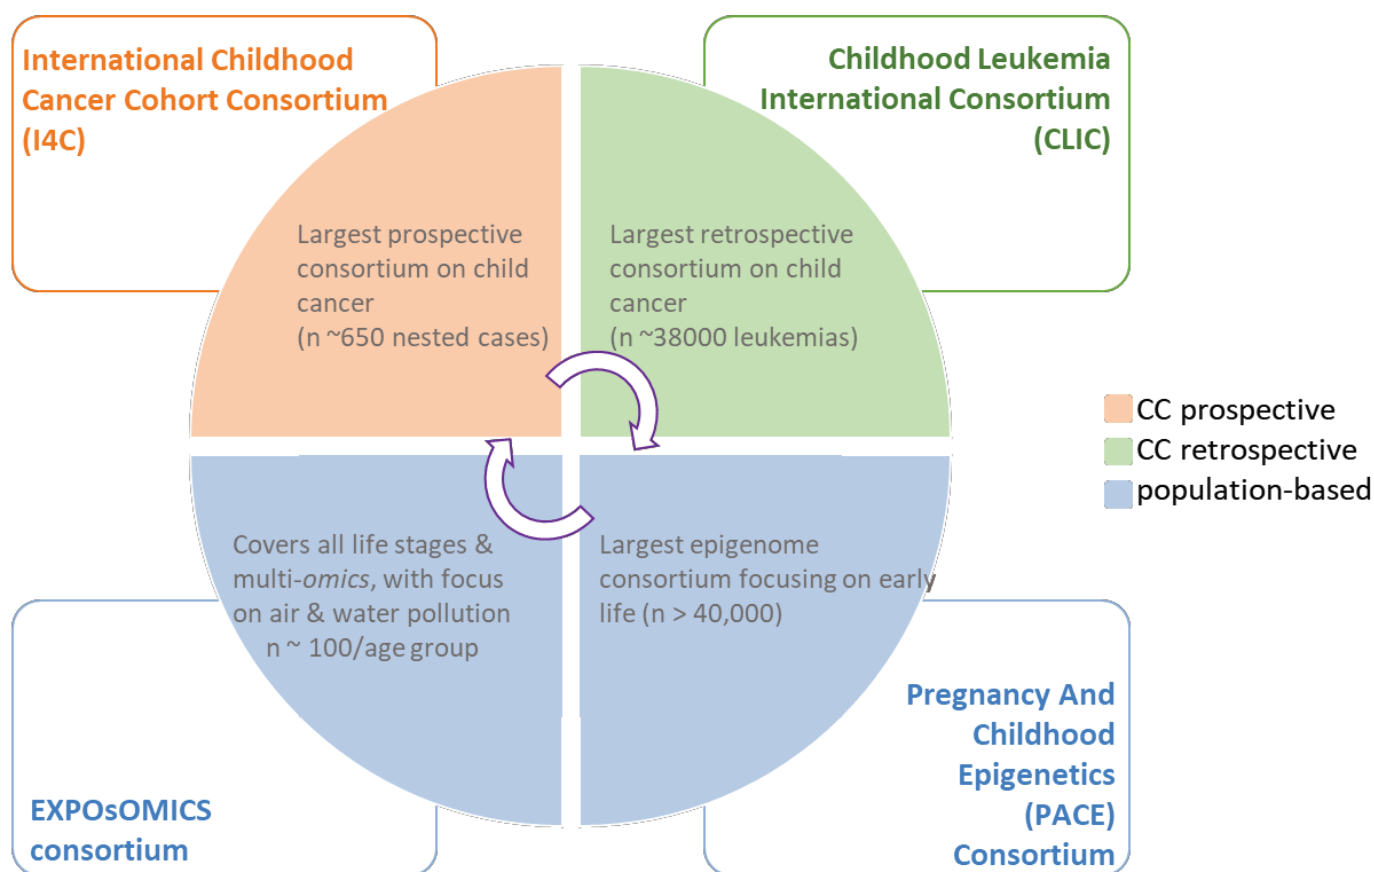 International Childhood
Cancer Cohort Consortium
(I4C)
Childhood Leukemia
International Consortium
(CLIC)
Largest prospective
consortium on child
cancer
(n ~650 nested cases)
Largest retrospective
consortium on child
cancer
(n ~38000 leukemias)
CC prospective
CC retrospective
population-based
Covers all life stages &
multi-omics, with focus
on air & water pollution
n ~ 100/age group
Largest epigenome
consortium focusing on early
life (n > 40,000)
EXPOsOMICS
consortium
Pregnancy And
Childhood
Epigenetics
(PACE)
Consortium